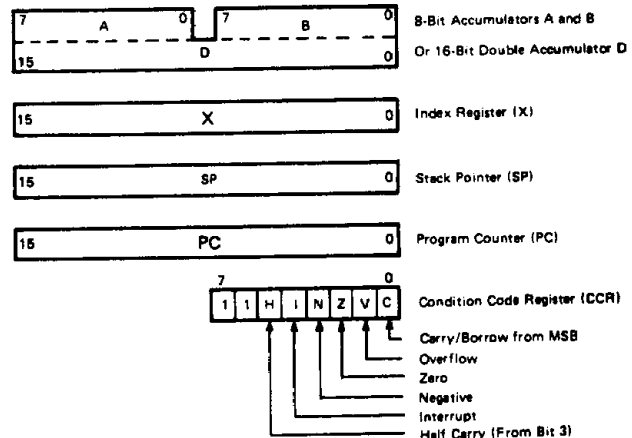 7 A 0 7 B 0 8-Bit Accumulators A and B
15 D 0 Or 16-Bit Double Accumulator D
15 X 0 Index Register (X)
15 SP 0 Stack Pointer (SP)
15 PC 0 Program Counter (PC)
7 0
1 1 H I N Z V C Condition Code Register (CCR)
Carry/Borrow from MSB
Overflow
Zero
Negative
Interrupt
Half Carry (From Bit 3)